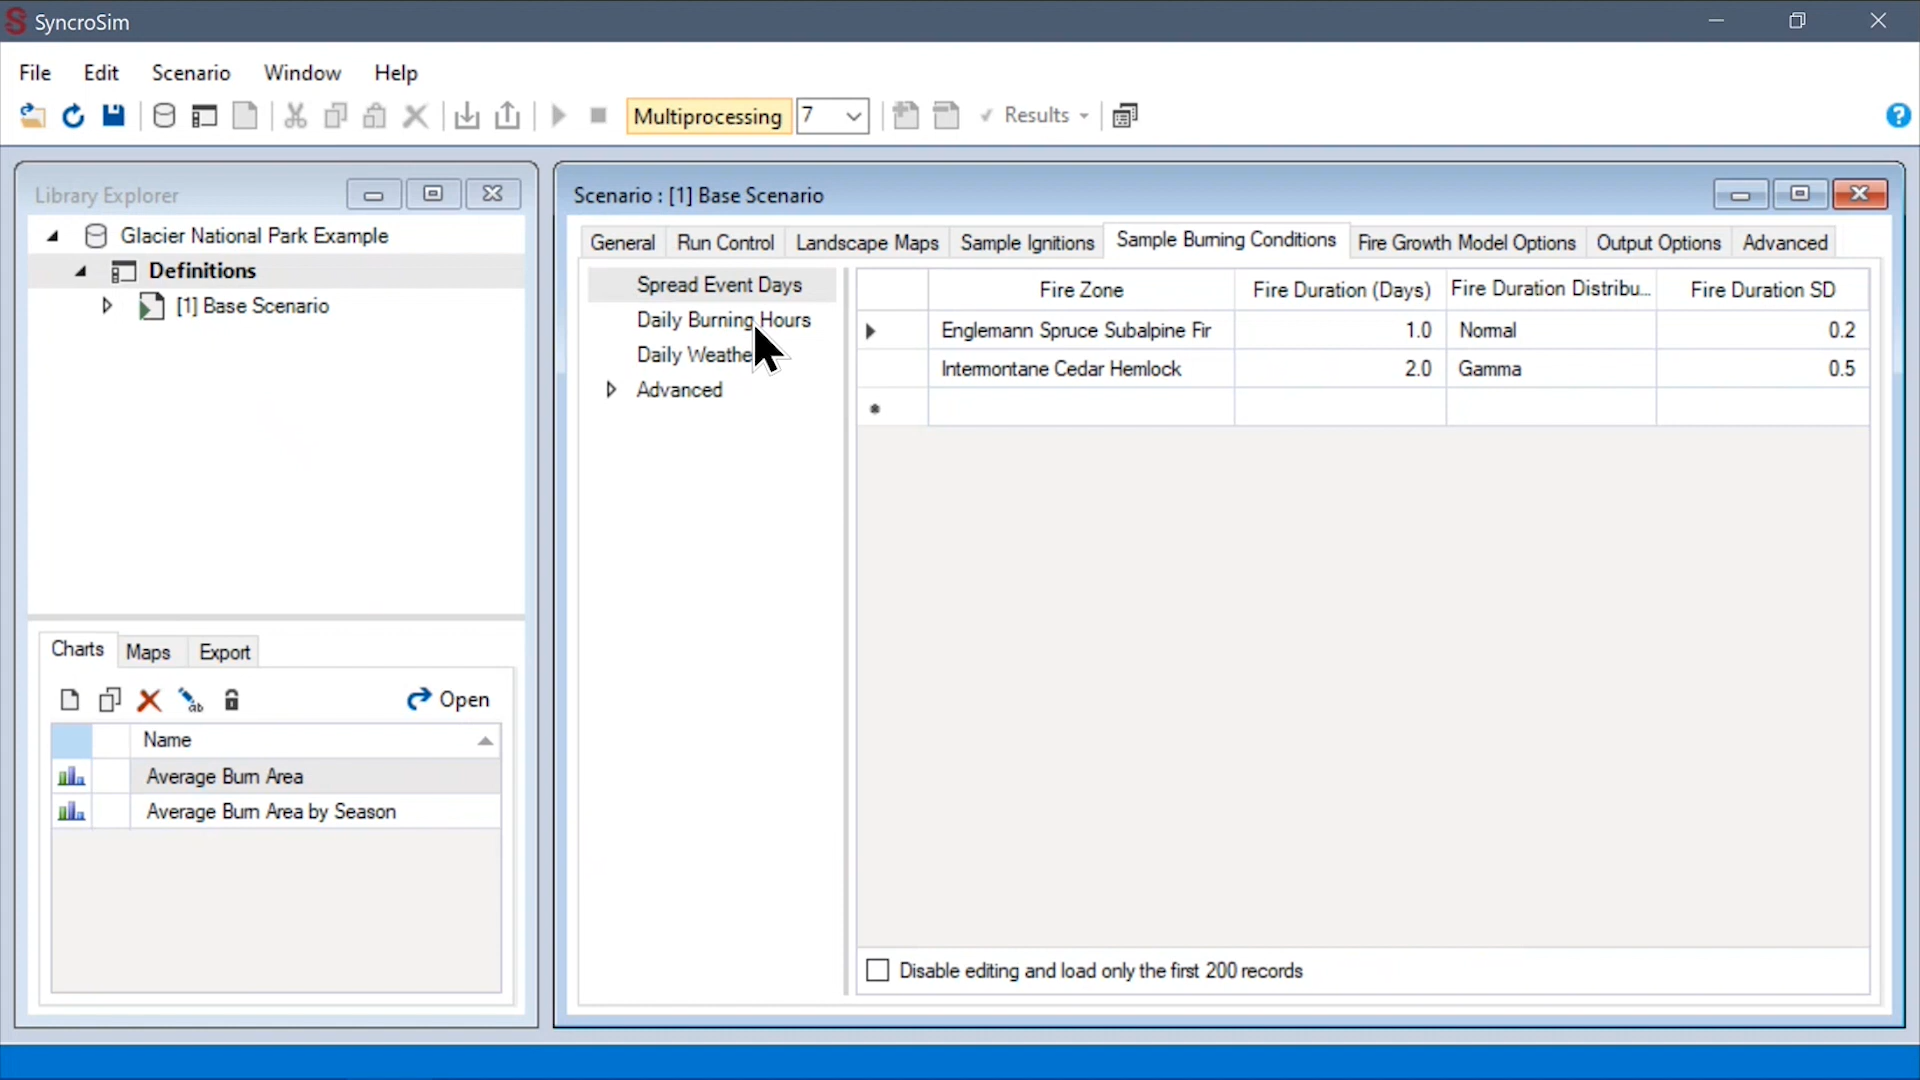 SyncroSim
File Edit Scenario Window Help
Multiprocessing 7 Results
Library Explorer
Glacier National Park Example
Definitions
[1] Base Scenario
Charts Maps Export
Open
Name
Average Burn Area
Average Burn Area by Season
Scenario : [1] Base Scenario
General Run Control Landscape Maps Sample Ignitions Sample Burning Conditions Fire Growth Model Options Output Options Advanced
Spread Event Days
Daily Burning Hours
Daily Weathe
Advanced
Fire Zone Fire Duration (Days) Fire Duration Distribu... Fire Duration SD
Englemann Spruce Subalpine Fir 1.0 Normal 0.2
Intermontane Cedar Hemlock 2.0 Gamma 0.5
Disable editing and load only the first 200 records